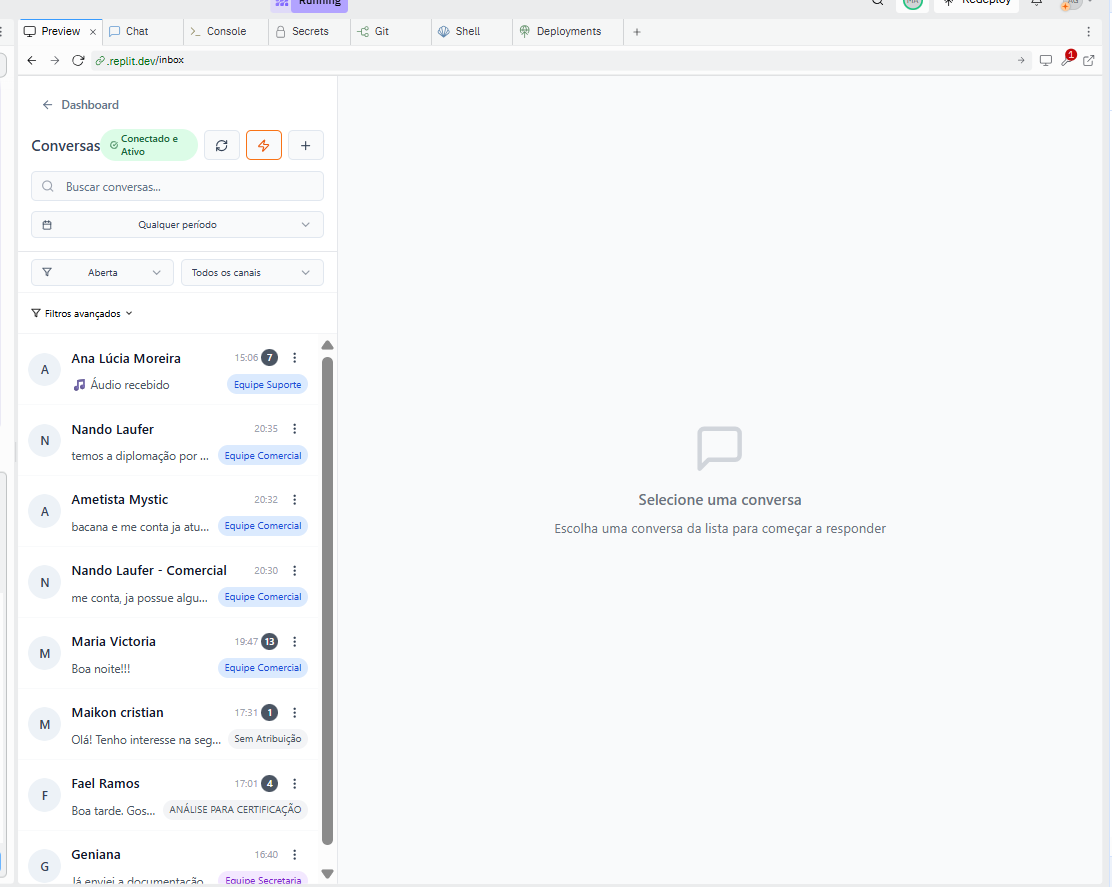 Running
Redeploy
Preview
Chat
Console
Secrets
Git
Shell
Deployments
.replit.dev/inbox
1
Dashboard
Conversas
Conectado e
Ativo
Buscar conversas...
Qualquer período
Aberta
Todos os canais
Filtros avançados
A
Ana Lúcia Moreira
15:06
7
Áudio recebido
Equipe Suporte
N
Nando Laufer
20:35
temos a diplomação por ...
Equipe Comercial
A
Ametista Mystic
20:32
bacana e me conta ja atu...
Equipe Comercial
N
Nando Laufer - Comercial
20:30
me conta, ja possue algu...
Equipe Comercial
M
Maria Victoria
19:47
13
Boa noite!!!
Equipe Comercial
M
Maikon cristian
17:31
1
Olá! Tenho interesse na seg...
Sem Atribuição
F
Fael Ramos
17:01
4
Boa tarde. Gos...
ANÁLISE PARA CERTIFICAÇÃO
G
Geniana
16:40
Já enviei a documentação
Equipe Secretaria
Selecione uma conversa
Escolha uma conversa da lista para começar a responder